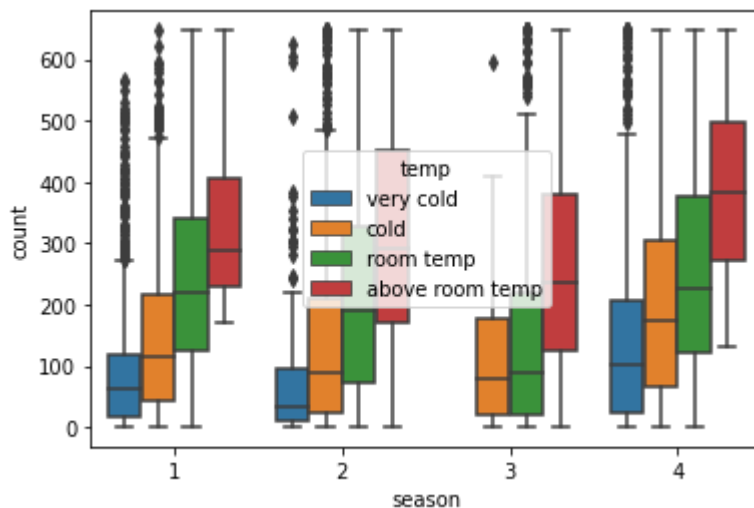 600
500
400
300
200
100
0
count
temp
very cold
cold
room temp
above room temp
1 2 3 4
season